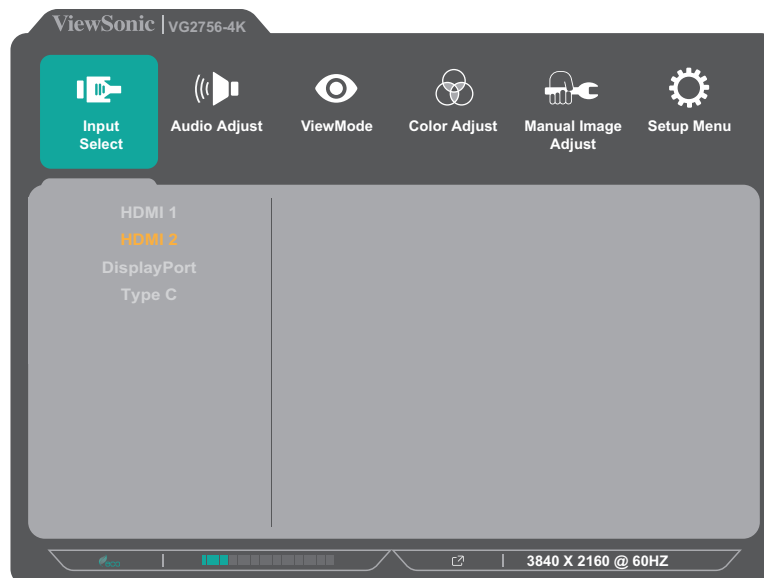 ViewSonic | VG2756-4K
Input
Select
Audio Adjust
ViewMode
Color Adjust
Manual Image
Adjust
Setup Menu
HDMI 1
HDMI 2
DisplayPort
Type C
eco
3840 X 2160 @ 60HZ